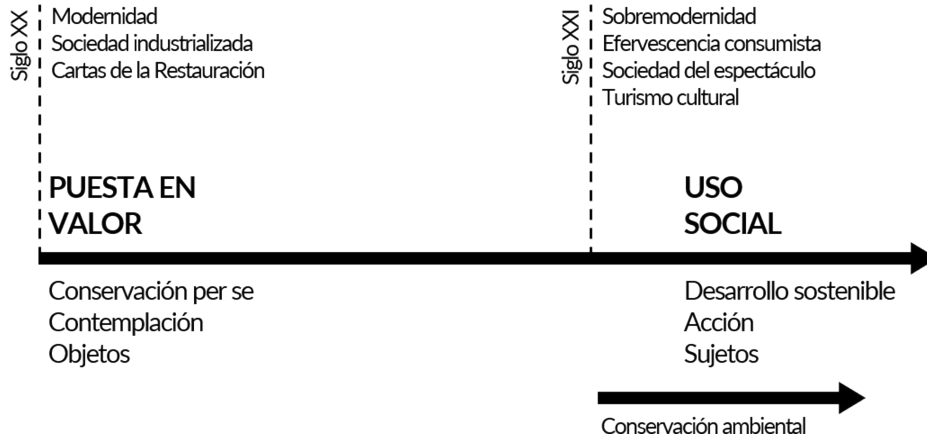 Siglo XX
Modernidad
Sociedad industrializada
Cartas de la Restauración
Siglo XXI
Sobremodernidad
Efervescencia consumista
Sociedad del espectáculo
Turismo cultural
PUESTA EN
VALOR
USO
SOCIAL
Conservación per se
Contemplación
Objetos
Desarrollo sostenible
Acción
Sujetos
Conservación ambiental